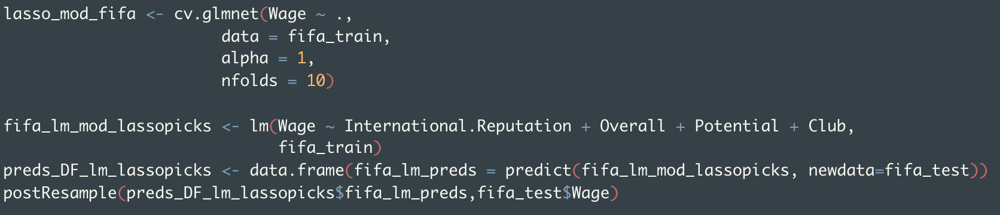 lasso_mod_fifa <- cv.glmnet(Wage ~ .,
data = fifa_train,
alpha = 1,
nfolds = 10)
fifa_lm_mod_lassopicks <- lm(Wage ~ International.Reputation + Overall + Potential + Club,
fifa_train)
preds_DF_lm_lassopicks <- data.frame(fifa_lm_preds = predict(fifa_lm_mod_lassopicks, newdata=fifa_test))
postResample(preds_DF_lm_lassopicks$fifa_lm_preds,fifa_test$Wage)